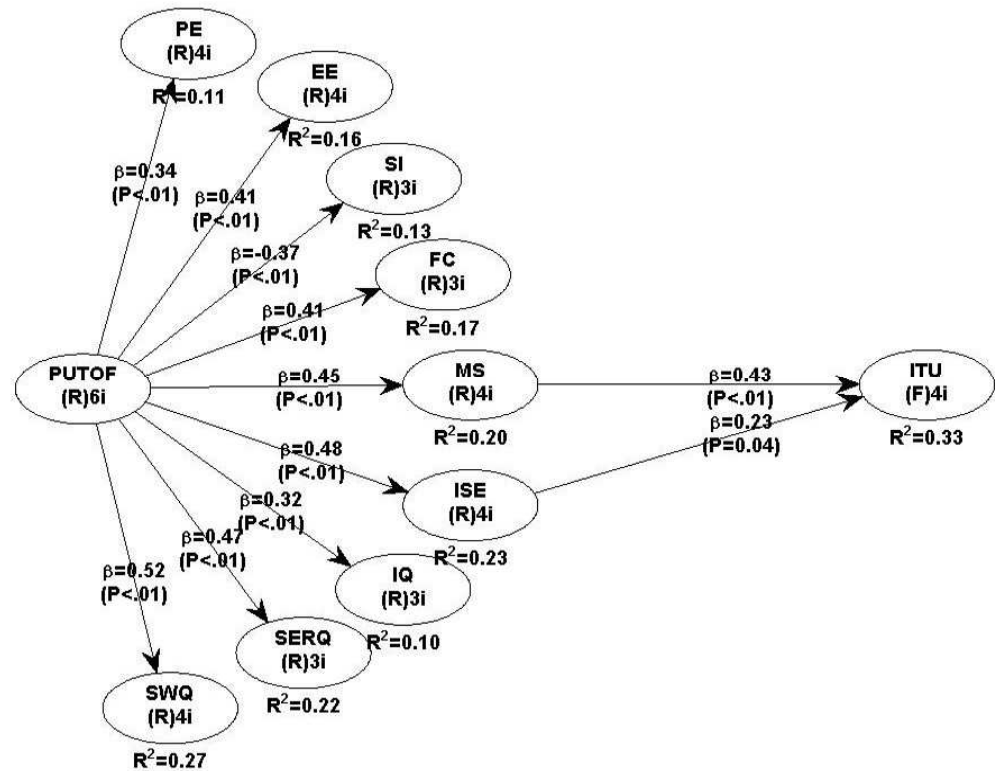 PE
(R)4i
R²=0.11
EE
(R)4i
R²=0.16
SI
(R)3i
R²=0.13
FC
(R)3i
R²=0.17
β=0.34
(P<.01)
β=0.41
(P<.01)
β=-0.37
(P<.01)
β=0.41
(P<.01)
PUTOF
(R)6i
β=0.45
(P<.01)
MS
(R)4i
R²=0.20
β=0.43
(P<.01)
ITU
(F)4i
R²=0.33
β=0.23
(P=0.04)
β=0.48
(P<.01)
ISE
(R)4i
R²=0.23
β=0.32
(P<.01)
IQ
(R)3i
R²=0.10
β=0.47
(P<.01)
SERQ
(R)3i
R²=0.22
β=0.52
(P<.01)
SWQ
(R)4i
R²=0.27